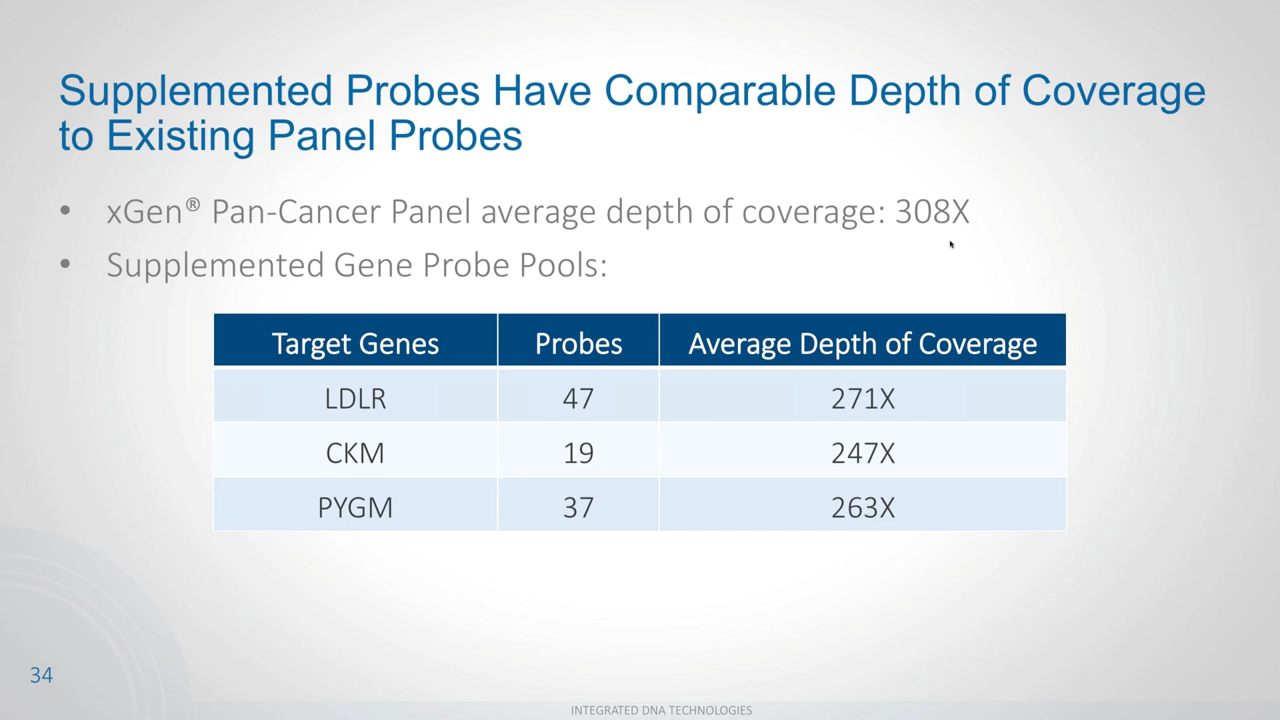 Supplemented Probes Have Comparable Depth of Coverage
to Existing Panel Probes
• xGen® Pan-Cancer Panel average depth of coverage: 308X
• Supplemented Gene Probe Pools:
Target Genes Probes Average Depth of Coverage
LDLR 47 271X
CKM 19 247X
PYGM 37 263X
34
INTEGRATED DNA TECHNOLOGIES